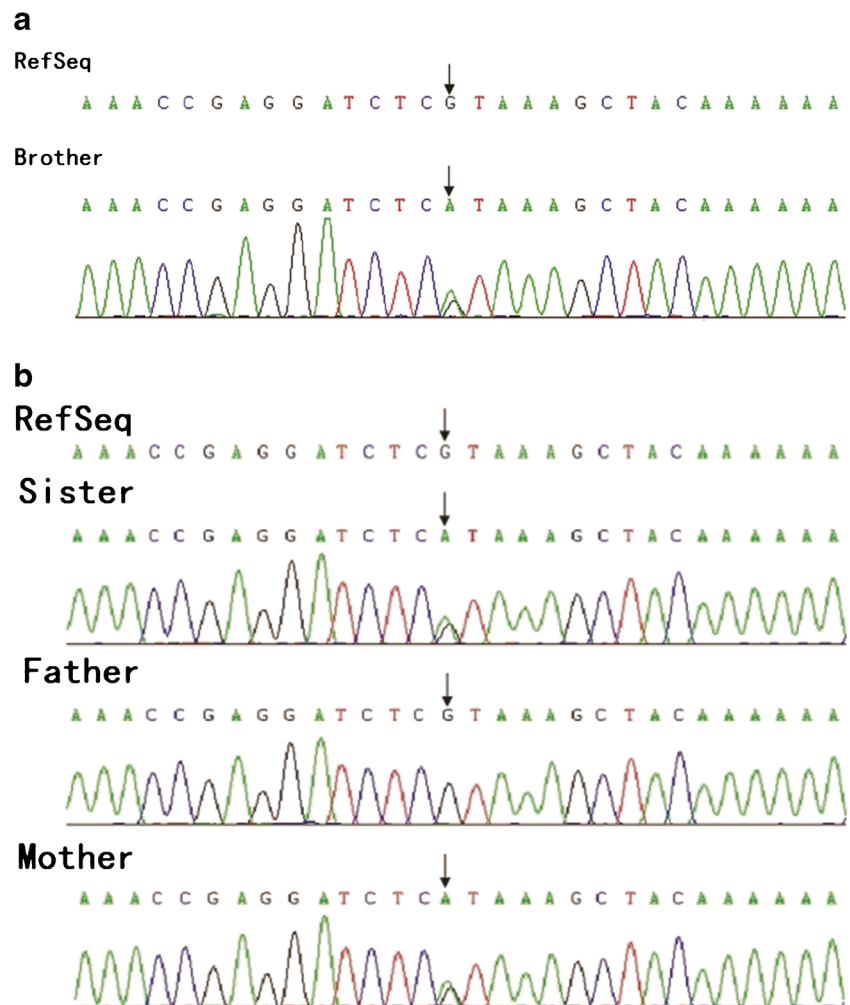 a
RefSeq
A A A C C G A G G A T C T C G T A A A G C T A C A A A A A A
Brother
A A A C C G A G G A T C T C A T A A A G C T A C A A A A A A
b
RefSeq
A A A C C G A G G A T C T C G T A A A G C T A C A A A A A A
Sister
A A A C C G A G G A T C T C A T A A A G C T A C A A A A A A
Father
A A A C C G A G G A T C T C G T A A A G C T A C A A A A A A
Mother
A A A C C G A G G A T C T C A T A A A G C T A C A A A A A A